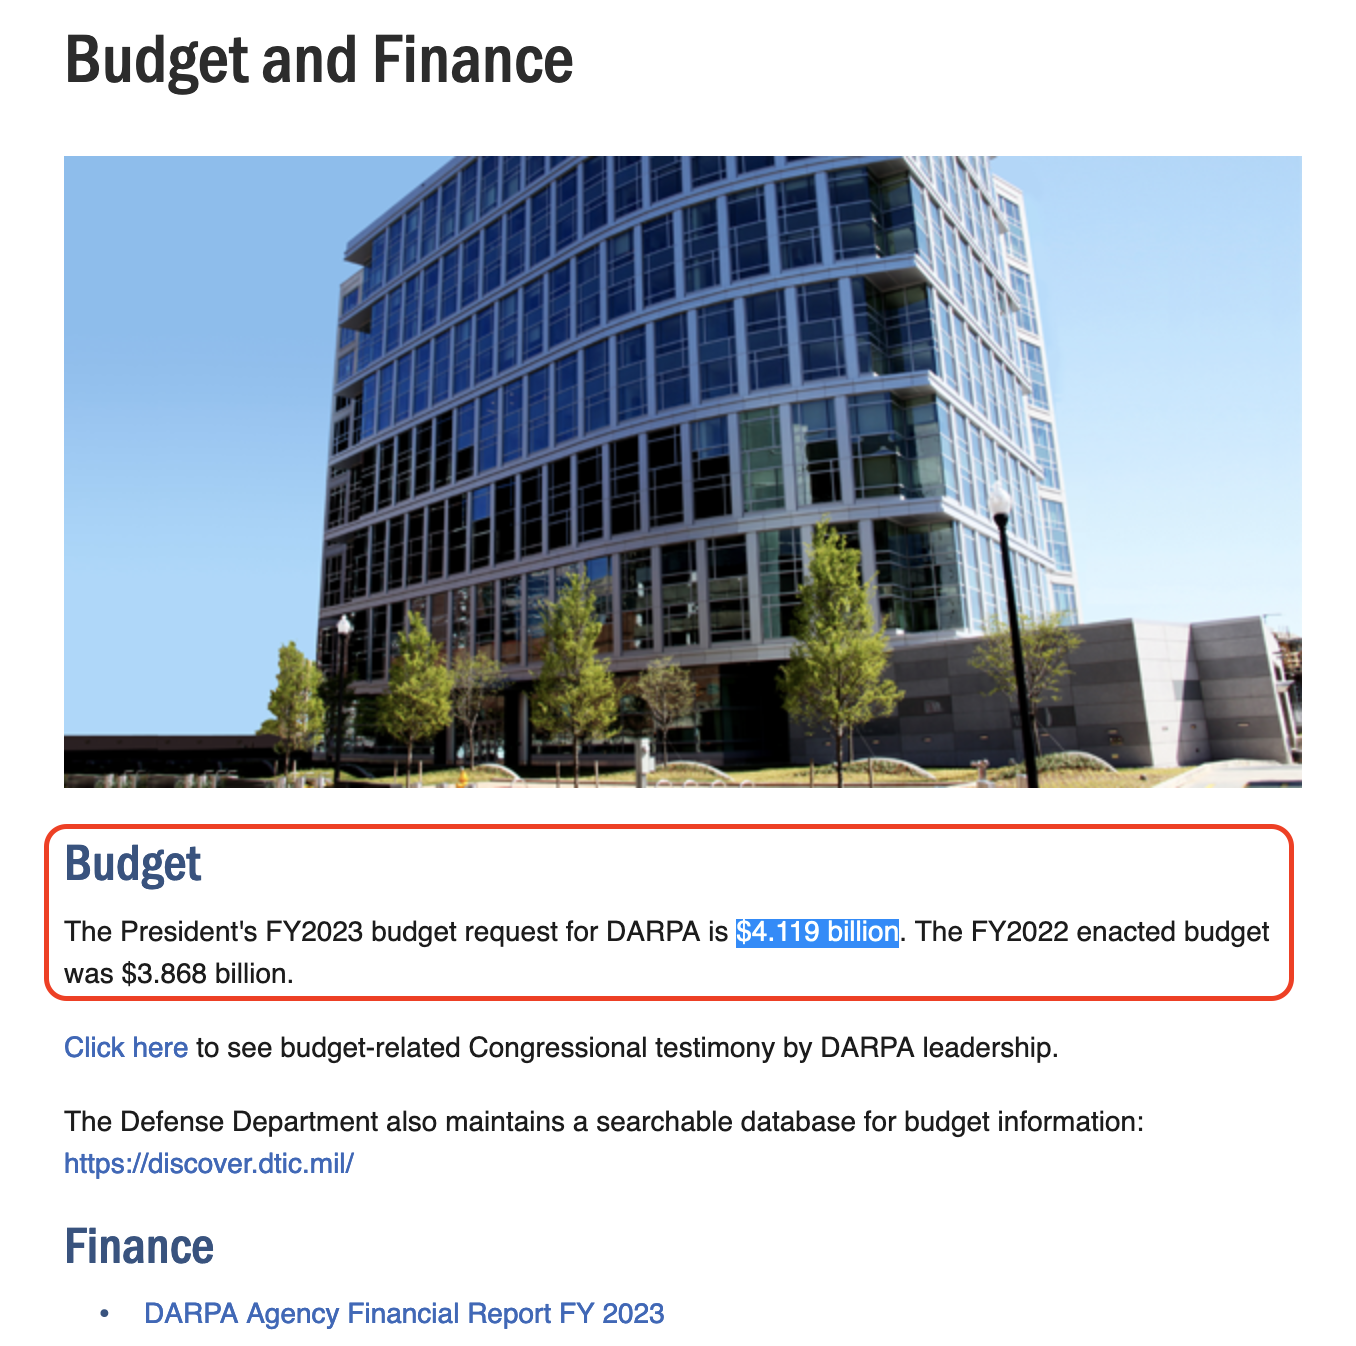 Budget and Finance
Budget
The President's FY2023 budget request for DARPA is $4.119 billion. The FY2022 enacted budget
was $3.868 billion.
Click here to see budget-related Congressional testimony by DARPA leadership.
The Defense Department also maintains a searchable database for budget information:
https://discover.dtic.mil/
Finance
• DARPA Agency Financial Report FY 2023